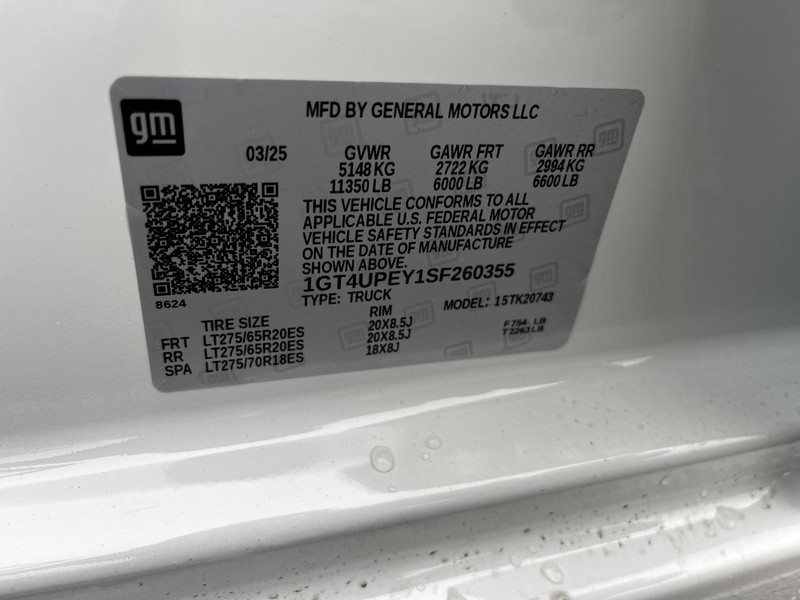 gm
MFD BY GENERAL MOTORS LLC
03/25 GVWR GAWR FRT GAWR RR
5148 KG 2722 KG 2994 KG
11350 LB 6000 LB 6600 LB
THIS VEHICLE CONFORMS TO ALL
APPLICABLE U.S. FEDERAL MOTOR
VEHICLE SAFETY STANDARDS IN EFFECT
ON THE DATE OF MANUFACTURE
SHOWN ABOVE.
1GT4UPEY1SF260355
8624
TYPE: TRUCK MODEL: 15TK20743
TIRE SIZE RIM
FRT LT275/65R20ES 20X8.5J F754 LB
RR LT275/65R20ES 20X8.5J T2263LB
SPA LT275/70R18ES 18X8J